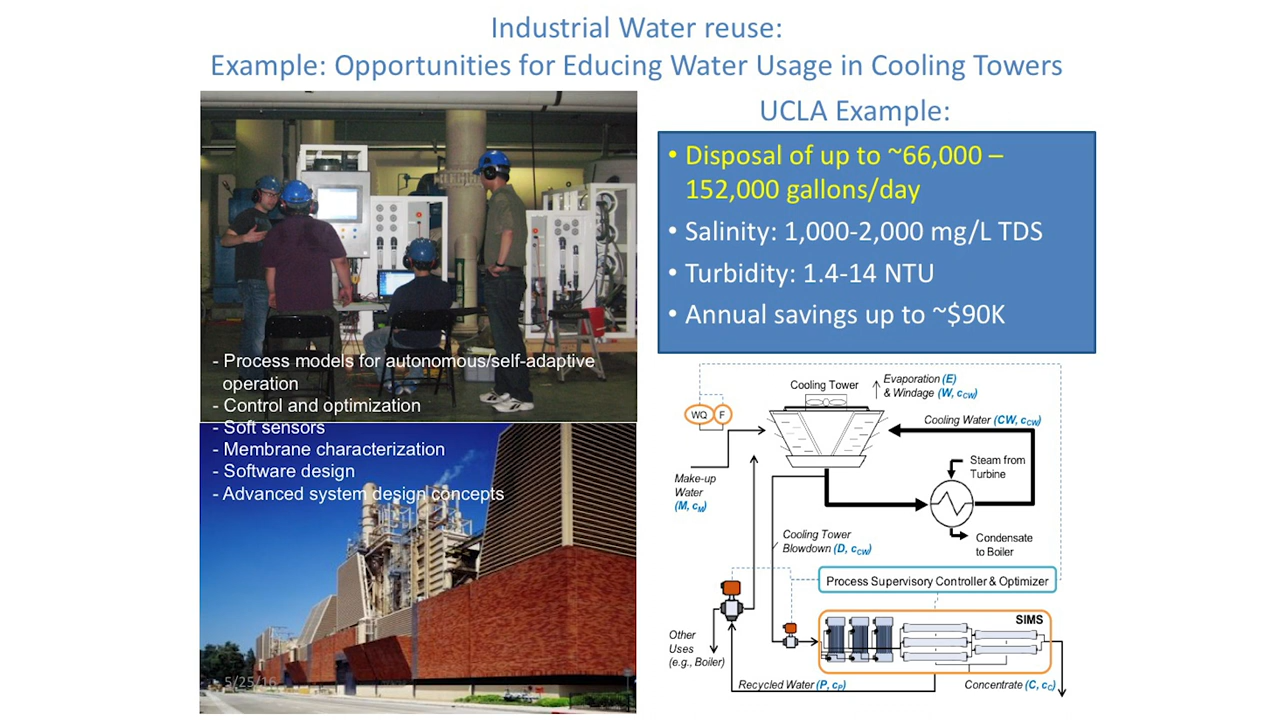 Industrial Water reuse:
Example: Opportunities for Educing Water Usage in Cooling Towers
UCLA Example:
• Disposal of up to ~66,000 –
152,000 gallons/day
• Salinity: 1,000-2,000 mg/L TDS
• Turbidity: 1.4-14 NTU
• Annual savings up to ~$90K
- Process models for autonomous/self-adaptive
operation
- Control and optimization
- Soft sensors
- Membrane characterization
- Software design
- Advanced system design concepts
5/25/16
Cooling Tower
Evaporation (E)
& Windage (W, cCW)
WQ F
Cooling Water (CW, cCW)
Make-up
Water
(M, cM)
Steam from
Turbine
Cooling Tower
Blowdown (D, cCW)
Condensate
to Boiler
Process Supervisory Controller & Optimizer
SIMS
Other
Uses
(e.g., Boiler)
Recycled Water (P, cP)
Concentrate (C, cC)